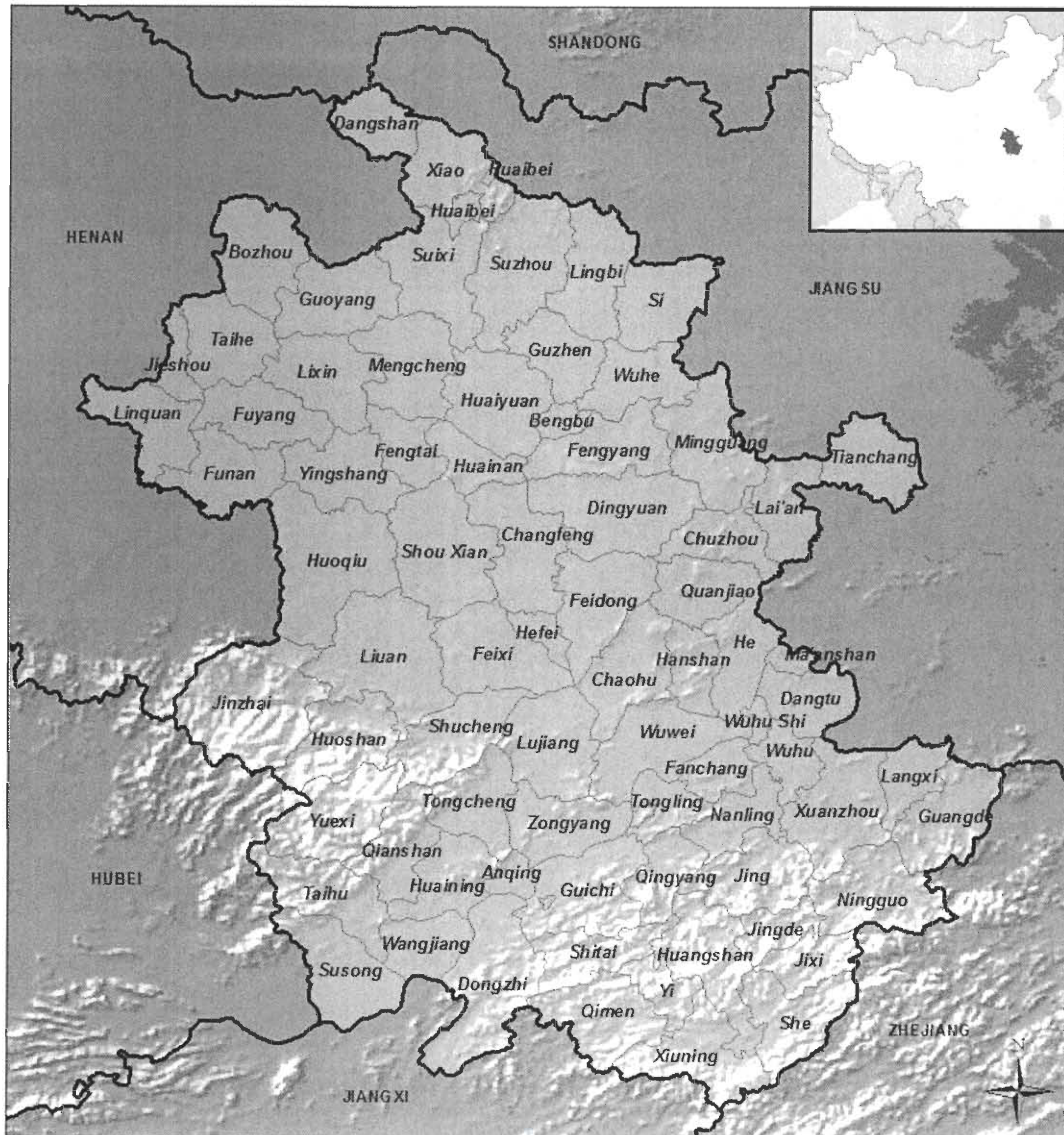 SHANDONG
Dangshan
Xiao
Huaibei
Huaibei
HENAN
Bozhou
Suixi
Suzhou
Lingbi
Si
JIANGSU
Guoyang
Taihe
Jieshou
Lixin
Mengcheng
Guzhen
Wuhe
Huaiyuan
Linquan
Fuyang
Bengbu
Mingguang
Fengtai
Fengyang
Tianchang
Funan
Yingshang
Huainan
Dingyuan
Lai'an
Changfeng
Chuzhou
Huoqiu
Shou Xian
Feidong
Quanjiao
Hefei
He
Liuan
Feixi
Hanshan
Ma'anshan
Chaohu
Jinzhai
Dangtu
Huoshan
Shucheng
Lujiang
Wuwei
Wuhu Shi
Wuhu
Fanchang
Langxi
Tongcheng
Tongling
Nanling
Xuanzhou
Guangde
Yuexi
Zongyang
Qianshan
Anqing
HUBEI
Taihu
Huaining
Guichi
Qingyang
Jing
Ningguo
Wangjiang
Shitai
Huangshan
Jingde
Jixi
Susong
Dongzhi
Yi
Qimen
She
ZHEJIANG
Xiuning
JIANGXI
N